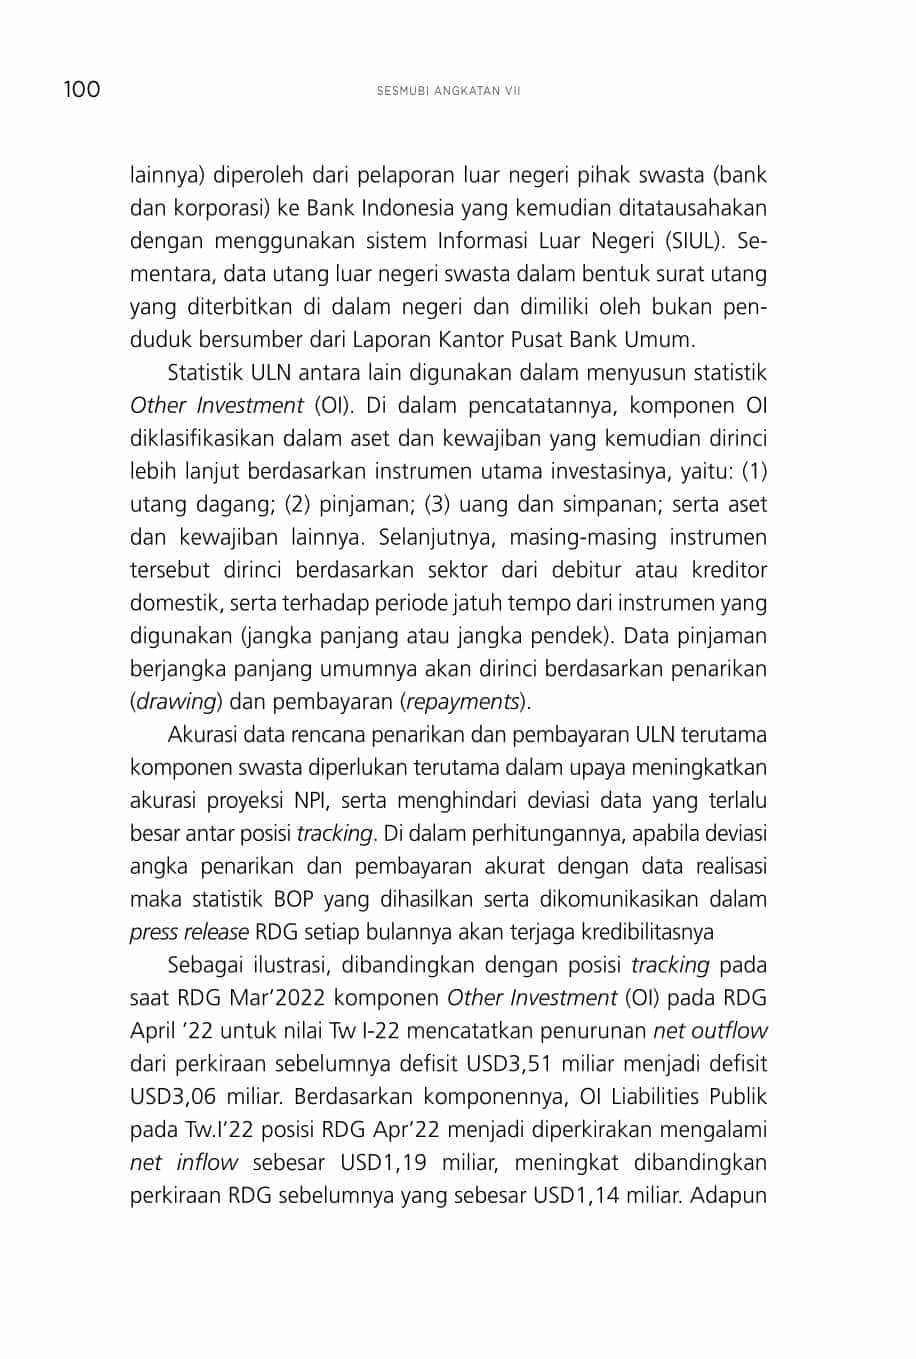 100
SESMUBI ANGKATAN VII
lainnya) diperoleh dari pelaporan luar negeri pihak swasta (bank
dan korporasi) ke Bank Indonesia yang kemudian ditatausahakan
dengan menggunakan sistem Informasi Luar Negeri (SIUL). Se-
mentara, data utang luar negeri swasta dalam bentuk surat utang
yang diterbitkan di dalam negeri dan dimiliki oleh bukan pen-
duduk bersumber dari Laporan Kantor Pusat Bank Umum.
Statistik ULN antara lain digunakan dalam menyusun statistik
Other Investment (OI). Di dalam pencatatannya, komponen OI
diklasifikasikan dalam aset dan kewajiban yang kemudian dirinci
lebih lanjut berdasarkan instrumen utama investasinya, yaitu: (1)
utang dagang; (2) pinjaman; (3) uang dan simpanan; serta aset
dan kewajiban lainnya. Selanjutnya, masing-masing instrumen
tersebut dirinci berdasarkan sektor dari debitur atau kreditor
domestik, serta terhadap periode jatuh tempo dari instrumen yang
digunakan (jangka panjang atau jangka pendek). Data pinjaman
berjangka panjang umumnya akan dirinci berdasarkan penarikan
(drawing) dan pembayaran (repayments).
Akurasi data rencana penarikan dan pembayaran ULN terutama
komponen swasta diperlukan terutama dalam upaya meningkatkan
akurasi proyeksi NPI, serta menghindari deviasi data yang terlalu
besar antar posisi tracking. Di dalam perhitungannya, apabila deviasi
angka penarikan dan pembayaran akurat dengan data realisasi
maka statistik BOP yang dihasilkan serta dikomunikasikan dalam
press release RDG setiap bulannya akan terjaga kredibilitasnya
Sebagai ilustrasi, dibandingkan dengan posisi tracking pada
saat RDG Mar’2022 komponen Other Investment (OI) pada RDG
April ’22 untuk nilai Tw I-22 mencatatkan penurunan net outflow
dari perkiraan sebelumnya defisit USD3,51 miliar menjadi defisit
USD3,06 miliar. Berdasarkan komponennya, OI Liabilities Publik
pada Tw.I’22 posisi RDG Apr’22 menjadi diperkirakan mengalami
net inflow sebesar USD1,19 miliar, meningkat dibandingkan
perkiraan RDG sebelumnya yang sebesar USD1,14 miliar. Adapun